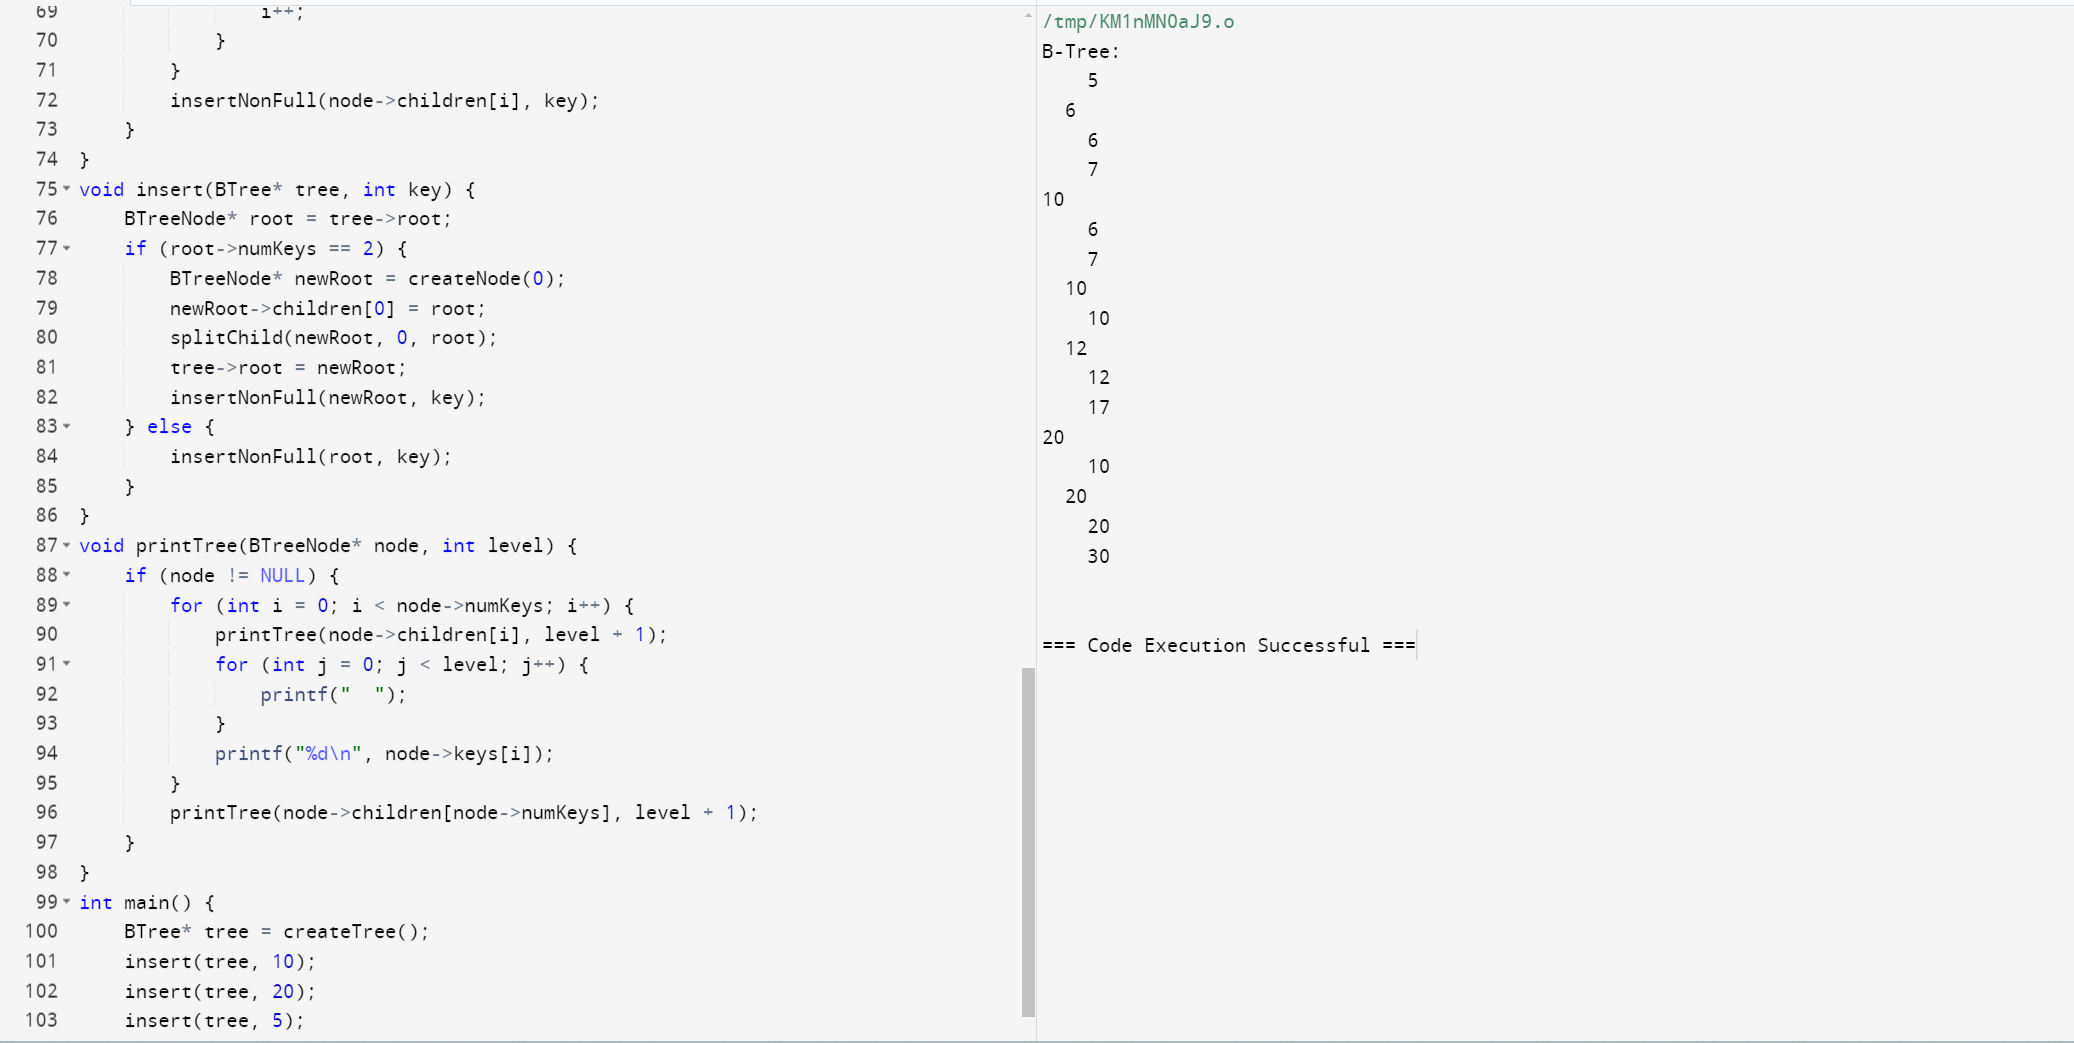 69                i++;
70            }
71        }
72        insertNonFull(node->children[i], key);
73    }
74 }
75 void insert(BTree* tree, int key) {
76    BTreeNode* root = tree->root;
77    if (root->numKeys == 2) {
78        BTreeNode* newRoot = createNode(0);
79        newRoot->children[0] = root;
80        splitChild(newRoot, 0, root);
81        tree->root = newRoot;
82        insertNonFull(newRoot, key);
83    } else {
84        insertNonFull(root, key);
85    }
86 }
87 void printTree(BTreeNode* node, int level) {
88    if (node != NULL) {
89        for (int i = 0; i < node->numKeys; i++) {
90            printTree(node->children[i], level + 1);
91            for (int j = 0; j < level; j++) {
92                printf("  ");
93            }
94            printf("%d\n", node->keys[i]);
95        }
96        printTree(node->children[node->numKeys], level + 1);
97    }
98 }
99 int main() {
100    BTree* tree = createTree();
101    insert(tree, 10);
102    insert(tree, 20);
103    insert(tree, 5);
/tmp/KM1nMN0aJ9.o
B-Tree:
    5
  6
    6
    7
10
    6
    7
  10
    10
  12
    12
    17
20
    10
  20
    20
    30
=== Code Execution Successful ===